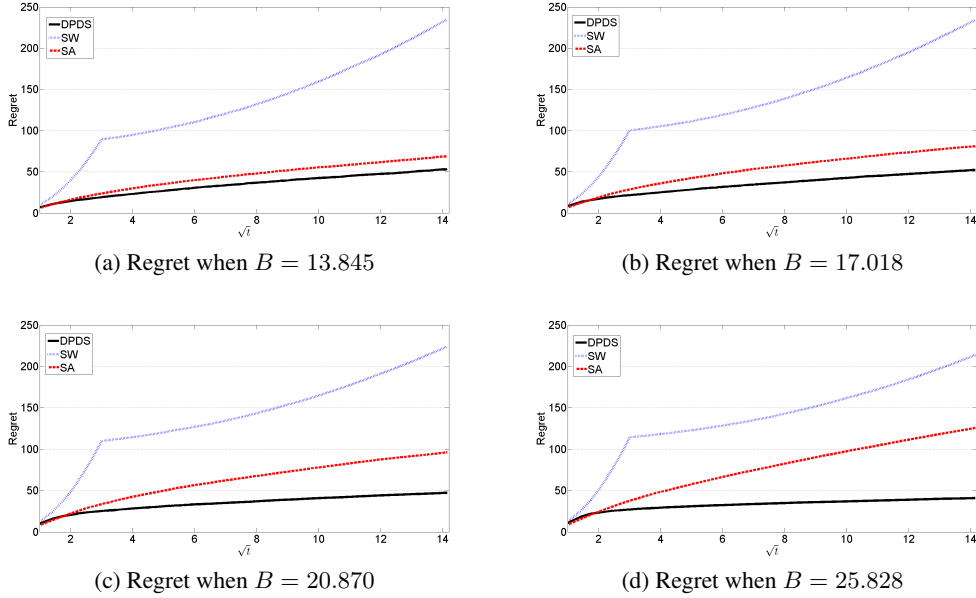 250
200
150
100
50
0
Regret
DPDS
SW
SA
2 4 6 8 10 12 14
√t
(a) Regret when B = 13.845
250
200
150
100
50
0
Regret
DPDS
SW
SA
2 4 6 8 10 12 14
√t
(b) Regret when B = 17.018
250
200
150
100
50
0
Regret
DPDS
SW
SA
2 4 6 8 10 12 14
√t
(c) Regret when B = 20.870
250
200
150
100
50
0
Regret
DPDS
SW
SA
2 4 6 8 10 12 14
√t
(d) Regret when B = 25.828